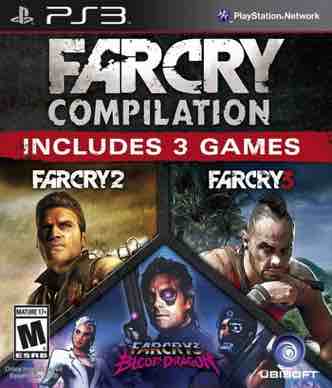 PS3
PlayStation Network
FARCRY
COMPILATION
INCLUDES 3 GAMES
FARCRY 2
FARCRY 3
MATURE 17+
M
ESRB
FARCRY 3
BLOOD DRAGON
UBISOFT